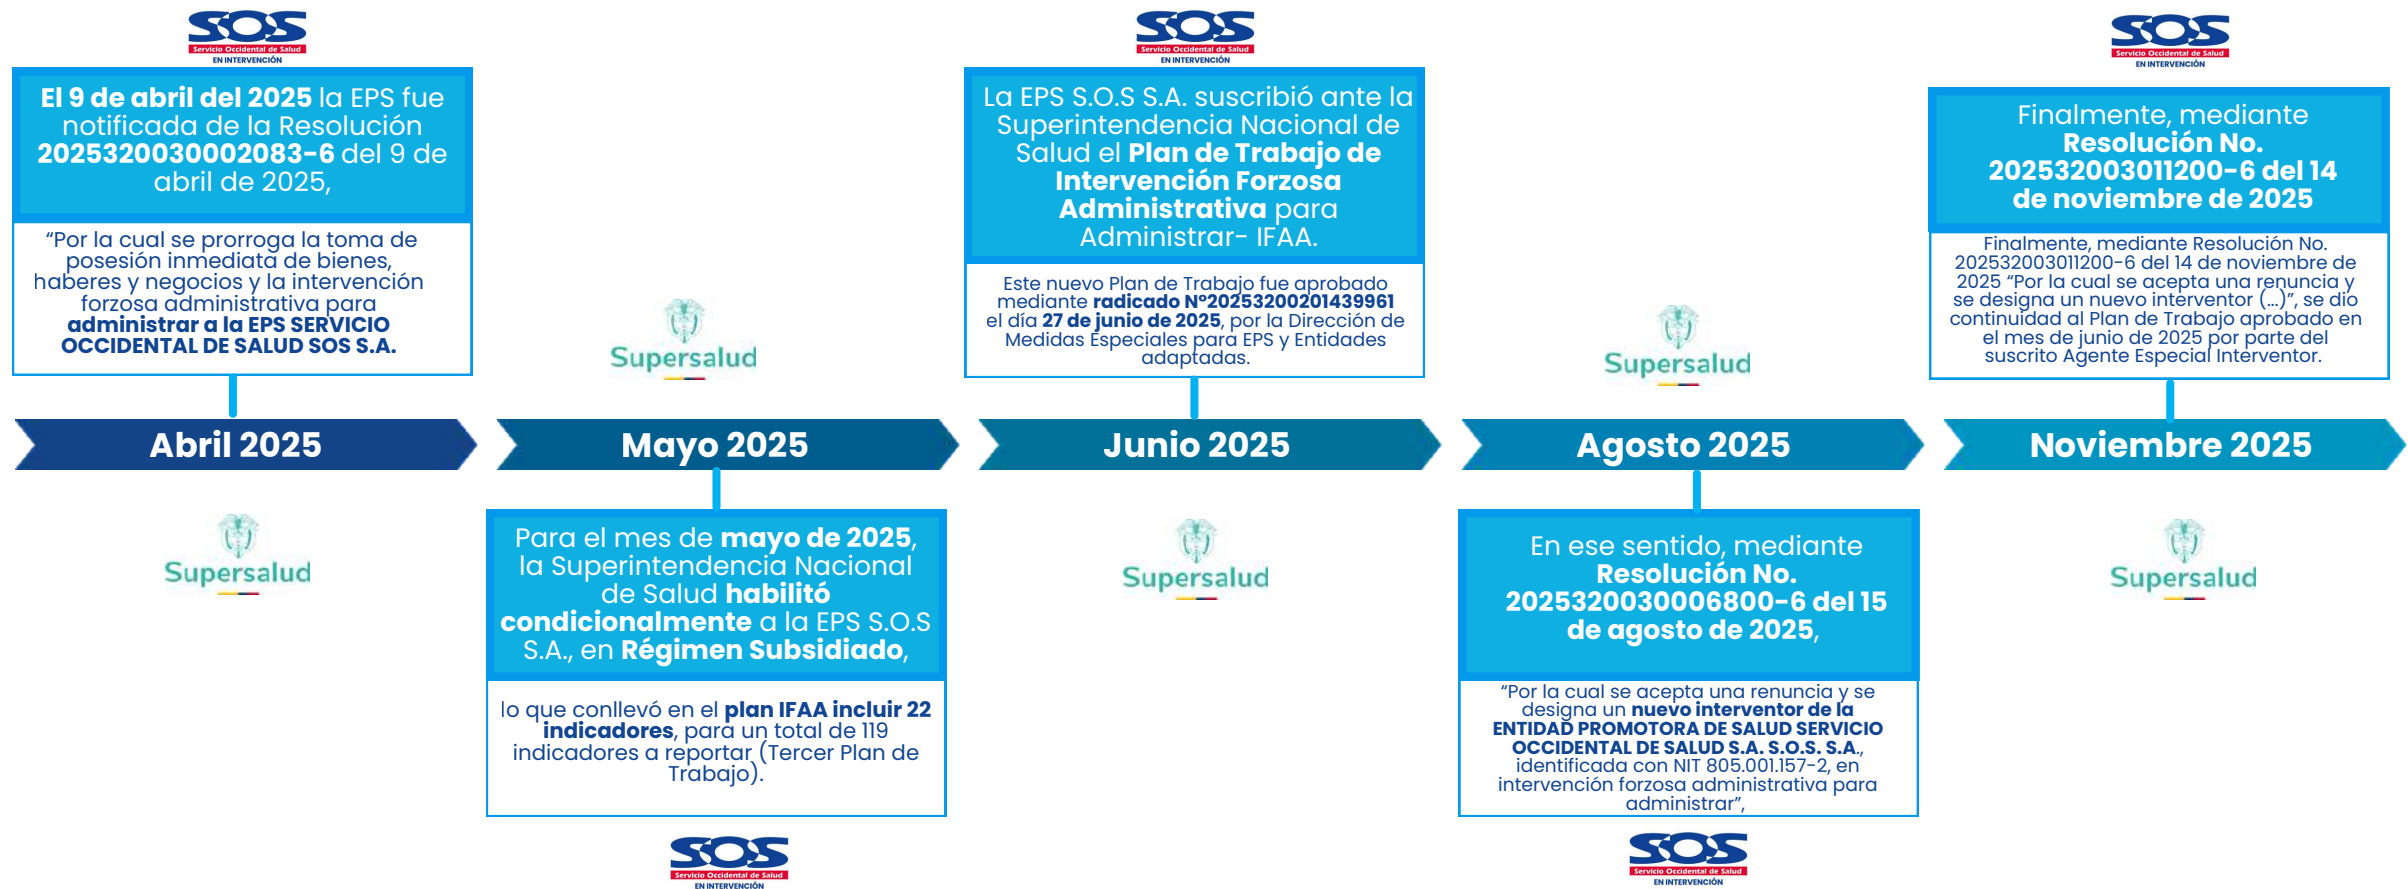 SOS
Servicio Occidental de Salud
EN INTERVENCIÓN
El 9 de abril del 2025 la EPS fue
notificada de la Resolución
2025320030002083-6 del 9 de
abril de 2025,
“Por la cual se prorroga la toma de
posesión inmediata de bienes,
haberes y negocios y la intervención
forzosa administrativa para
administrar a la EPS SERVICIO
OCCIDENTAL DE SALUD SOS S.A.
Abril 2025
Supersalud
Supersalud
Mayo 2025
Para el mes de mayo de 2025,
la Superintendencia Nacional
de Salud habilitó
condicionalmente a la EPS S.O.S
S.A., en Régimen Subsidiado,
lo que conllevó en el plan IFAA incluir 22
indicadores, para un total de 119
indicadores a reportar (Tercer Plan de
Trabajo).
SOS
Servicio Occidental de Salud
EN INTERVENCIÓN
SOS
Servicio Occidental de Salud
EN INTERVENCIÓN
La EPS S.O.S S.A. suscribió ante la
Superintendencia Nacional de
Salud el Plan de Trabajo de
Intervención Forzosa
Administrativa para
Administrar- IFAA.
Este nuevo Plan de Trabajo fue aprobado
mediante radicado N°20253200201439961
el día 27 de junio de 2025, por la Dirección de
Medidas Especiales para EPS y Entidades
adaptadas.
Junio 2025
Supersalud
Supersalud
Agosto 2025
En ese sentido, mediante
Resolución No.
2025320030006800-6 del 15
de agosto de 2025,
“Por la cual se acepta una renuncia y se
designa un nuevo interventor de la
ENTIDAD PROMOTORA DE SALUD SERVICIO
OCCIDENTAL DE SALUD S.A. S.O.S. S.A.,
identificada con NIT 805.001.157-2, en
intervención forzosa administrativa para
administrar”,
SOS
Servicio Occidental de Salud
EN INTERVENCIÓN
SOS
Servicio Occidental de Salud
EN INTERVENCIÓN
Finalmente, mediante
Resolución No.
202532003011200-6 del 14
de noviembre de 2025
Finalmente, mediante Resolución No.
202532003011200-6 del 14 de noviembre de
2025 “Por la cual se acepta una renuncia y
se designa un nuevo interventor (…)”, se dio
continuidad al Plan de Trabajo aprobado en
el mes de junio de 2025 por parte del
suscrito Agente Especial Interventor.
Noviembre 2025
Supersalud